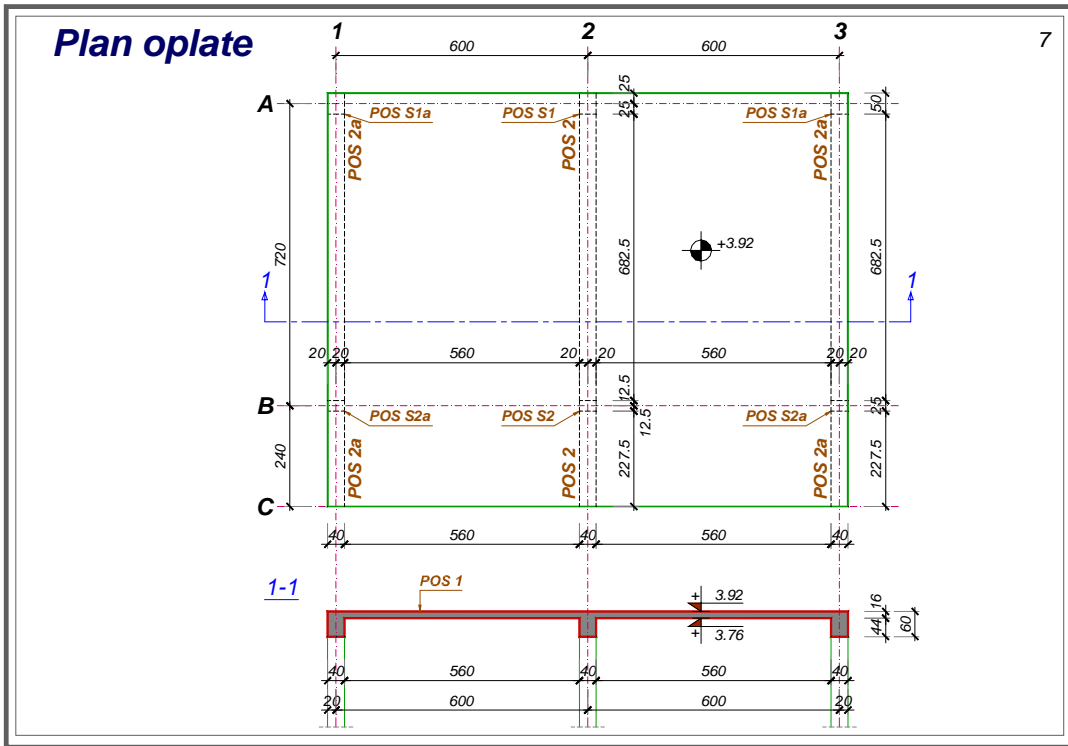 Plan oplate
1
2
3
7
600
600
A
25
25
50
POS S1a
POS S1
POS S1a
POS 2a
POS 2
POS 2a
720
682.5
682.5
+3.92
1
1
20
20
560
20
20
560
20
20
12.5
B
12.5
25
POS S2a
POS S2
POS S2a
240
POS 2a
POS 2
POS 2a
227.5
227.5
C
40
560
40
560
40
1-1
POS 1
+ 3.92
+ 3.76
16
44
60
40
560
40
560
40
20
600
600
20